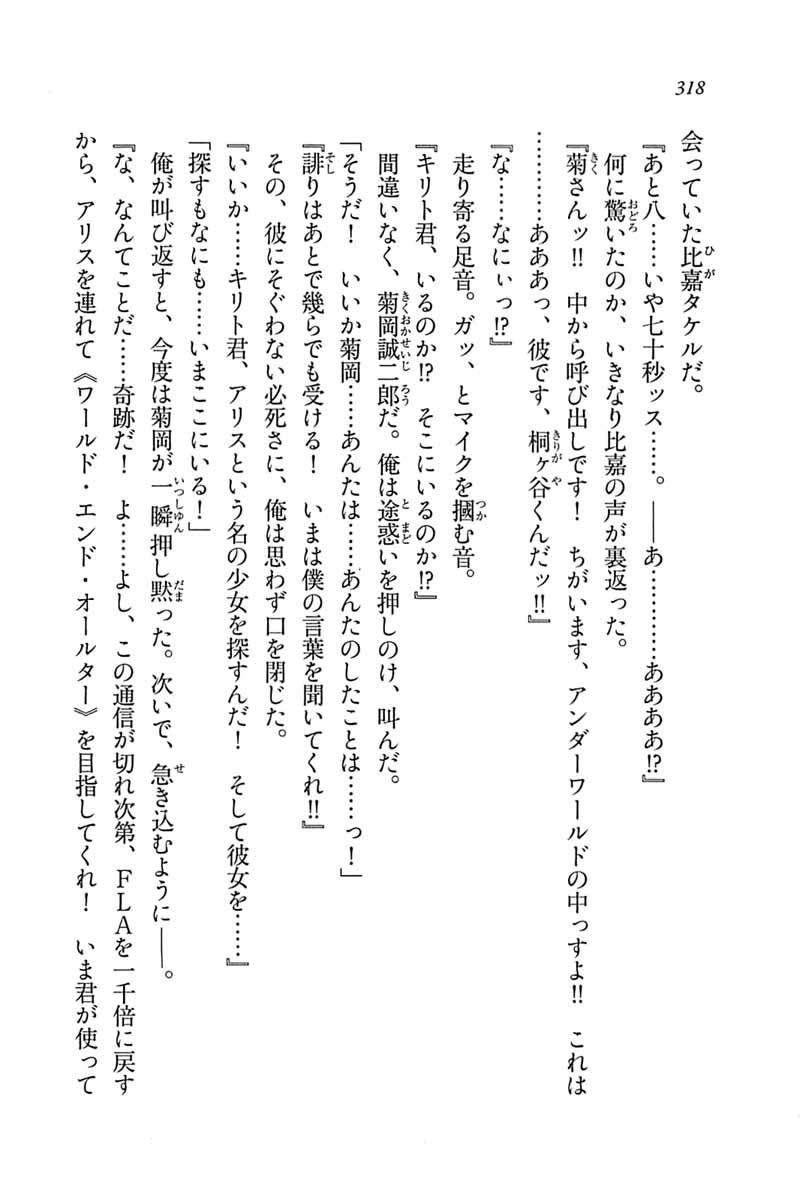 318
会っていた比嘉タケルだ。
『あと八……いや七十秒ッス……。――あ…………ああああ!?』
何に驚いたのか、いきなり比嘉の声が裏返った。
『菊さんッ!!　中から呼び出しです！　ちがいます、アンダーワールドの中っすよ!!　これは
…………あああっ、彼です、桐ヶ谷くんだッ!!』
『な……なにぃっ!?』
走り寄る足音。ガッ、とマイクを摑む音。
『キリト君、いるのか!?　そこにいるのか!?』
間違いなく、菊岡誠二郎だ。俺は途惑いを押しのけ、叫んだ。
「そうだ！　いいか菊岡……あんたは……あんたのしたことは……っ！」
『誹りはあとで幾らでも受ける！　いまは僕の言葉を聞いてくれ!!』
その、彼にそぐわない必死さに、俺は思わず口を閉じた。
『いいか……キリト君、アリスという名の少女を探すんだ！　そして彼女を……』
「探すもなにも……いまここにいる！」
俺が叫び返すと、今度は菊岡が一瞬押し黙った。次いで、急き込むように――。
『な、なんてことだ……奇跡だ！　よ……よし、この通信が切れ次第、ＦＬＡを一千倍に戻す
から、アリスを連れて《ワールド・エンド・オールター》を目指してくれ！　いま君が使って